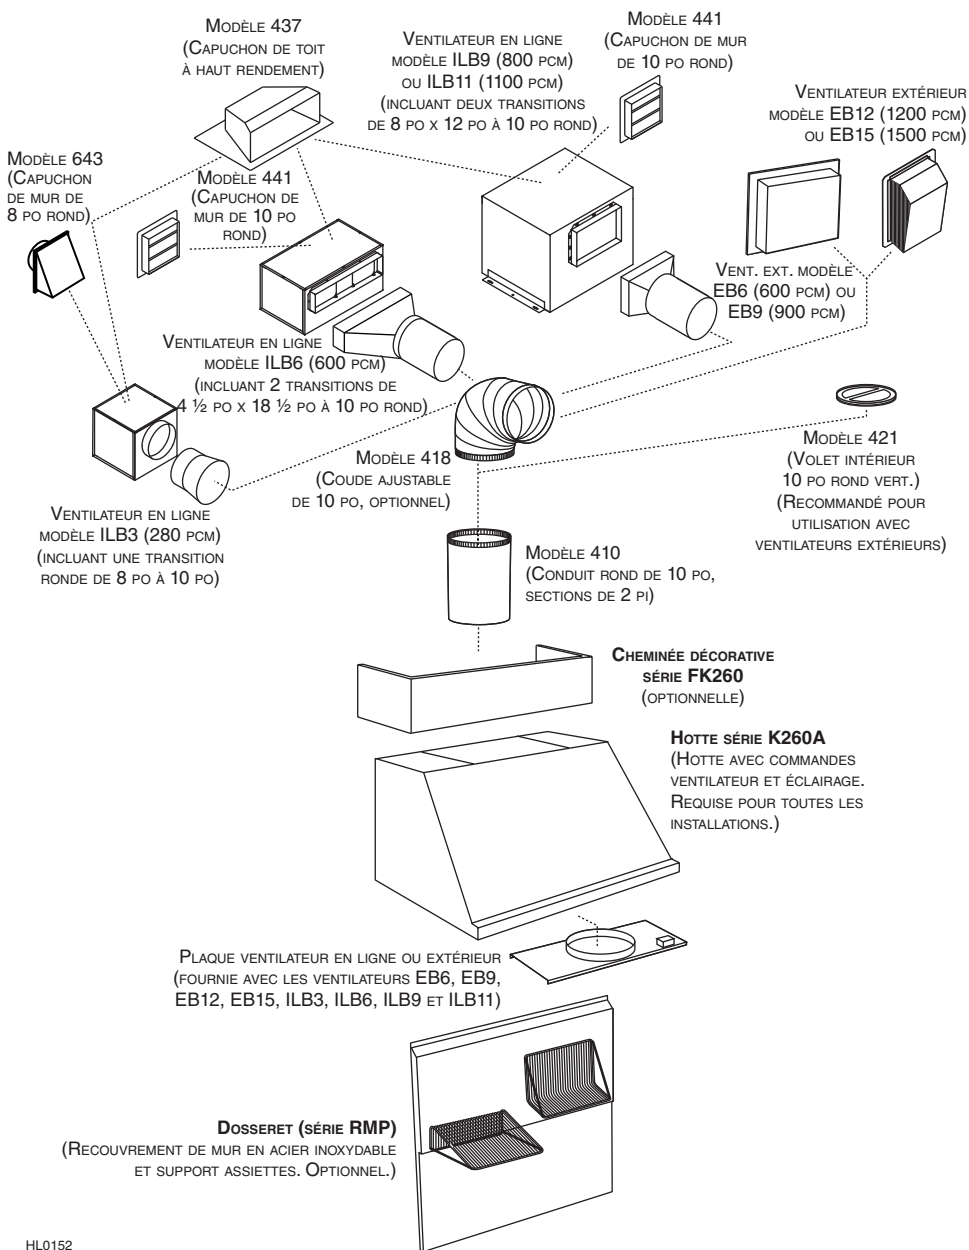 MODÈLE 437
(CAPUCHON DE TOIT
À HAUT RENDEMENT)
VENTILATEUR EN LIGNE
MODÈLE ILB9 (800 PCM)
OU ILB11 (1100 PCM)
(INCLUANT DEUX TRANSITIONS
DE 8 PO X 12 PO À 10 PO ROND)
MODÈLE 441
(CAPUCHON DE MUR
DE 10 PO ROND)
VENTILATEUR EXTÉRIEUR
MODÈLE EB12 (1200 PCM)
OU EB15 (1500 PCM)
MODÈLE 643
(CAPUCHON
DE MUR DE
8 PO ROND)
MODÈLE 441
(CAPUCHON DE
MUR DE 10 PO
ROND)
VENT. EXT. MODÈLE
EB6 (600 PCM) OU
EB9 (900 PCM)
VENTILATEUR EN LIGNE
MODÈLE ILB6 (600 PCM)
(INCLUANT 2 TRANSITIONS DE
4 ½ PO X 18 ½ PO À 10 PO ROND)
MODÈLE 418
(COUDE AJUSTABLE
DE 10 PO, OPTIONNEL)
MODÈLE 421
(VOLET INTÉRIEUR
10 PO ROND VERT.)
(RECOMMANDÉ POUR
UTILISATION AVEC
VENTILATEURS EXTÉRIEURS)
VENTILATEUR EN LIGNE
MODÈLE ILB3 (280 PCM)
(INCLUANT UNE TRANSITION
RONDE DE 8 PO À 10 PO)
MODÈLE 410
(CONDUIT ROND DE 10 PO,
SECTIONS DE 2 PI)
CHEMINÉE DÉCORATIVE
SÉRIE FK260
(OPTIONNELLE)
HOTTE SÉRIE K260A
(HOTTE AVEC COMMANDES
VENTILATEUR ET ÉCLAIRAGE.
REQUISE POUR TOUTES LES
INSTALLATIONS.)
PLAQUE VENTILATEUR EN LIGNE OU EXTÉRIEUR
(FOURNIE AVEC LES VENTILATEURS EB6, EB9,
EB12, EB15, ILB3, ILB6, ILB9 ET ILB11)
DOSSERET (SÉRIE RMP)
(RECOUVREMENT DE MUR EN ACIER INOXYDABLE
ET SUPPORT ASSIETTES. OPTIONNEL.)
HL0152